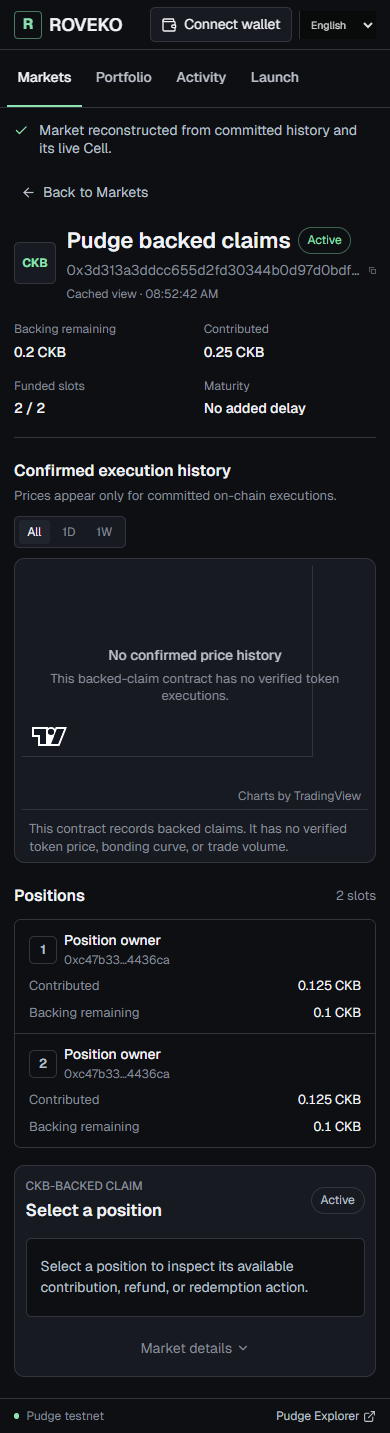 R ROVEKO
Connect wallet
English
Markets Portfolio Activity Launch
Market reconstructed from committed history and
its live Cell.
Back to Markets
CKB
Pudge backed claims Active
0x3d313a3ddcc655d2fd30344b0d97d0bdf...
Cached view · 08:52:42 AM
Backing remaining Contributed
0.2 CKB 0.25 CKB
Funded slots Maturity
2 / 2 No added delay
Confirmed execution history
Prices appear only for committed on-chain executions.
All 1D 1W
No confirmed price history
This backed-claim contract has no verified token
executions.
Charts by TradingView
This contract records backed claims. It has no verified
token price, bonding curve, or trade volume.
Positions 2 slots
1 Position owner
0xc47b33...4436ca
Contributed 0.125 CKB
Backing remaining 0.1 CKB
2 Position owner
0xc47b33...4436ca
Contributed 0.125 CKB
Backing remaining 0.1 CKB
CKB-BACKED CLAIM
Select a position Active
Select a position to inspect its available
contribution, refund, or redemption action.
Market details
Pudge testnet Pudge Explorer